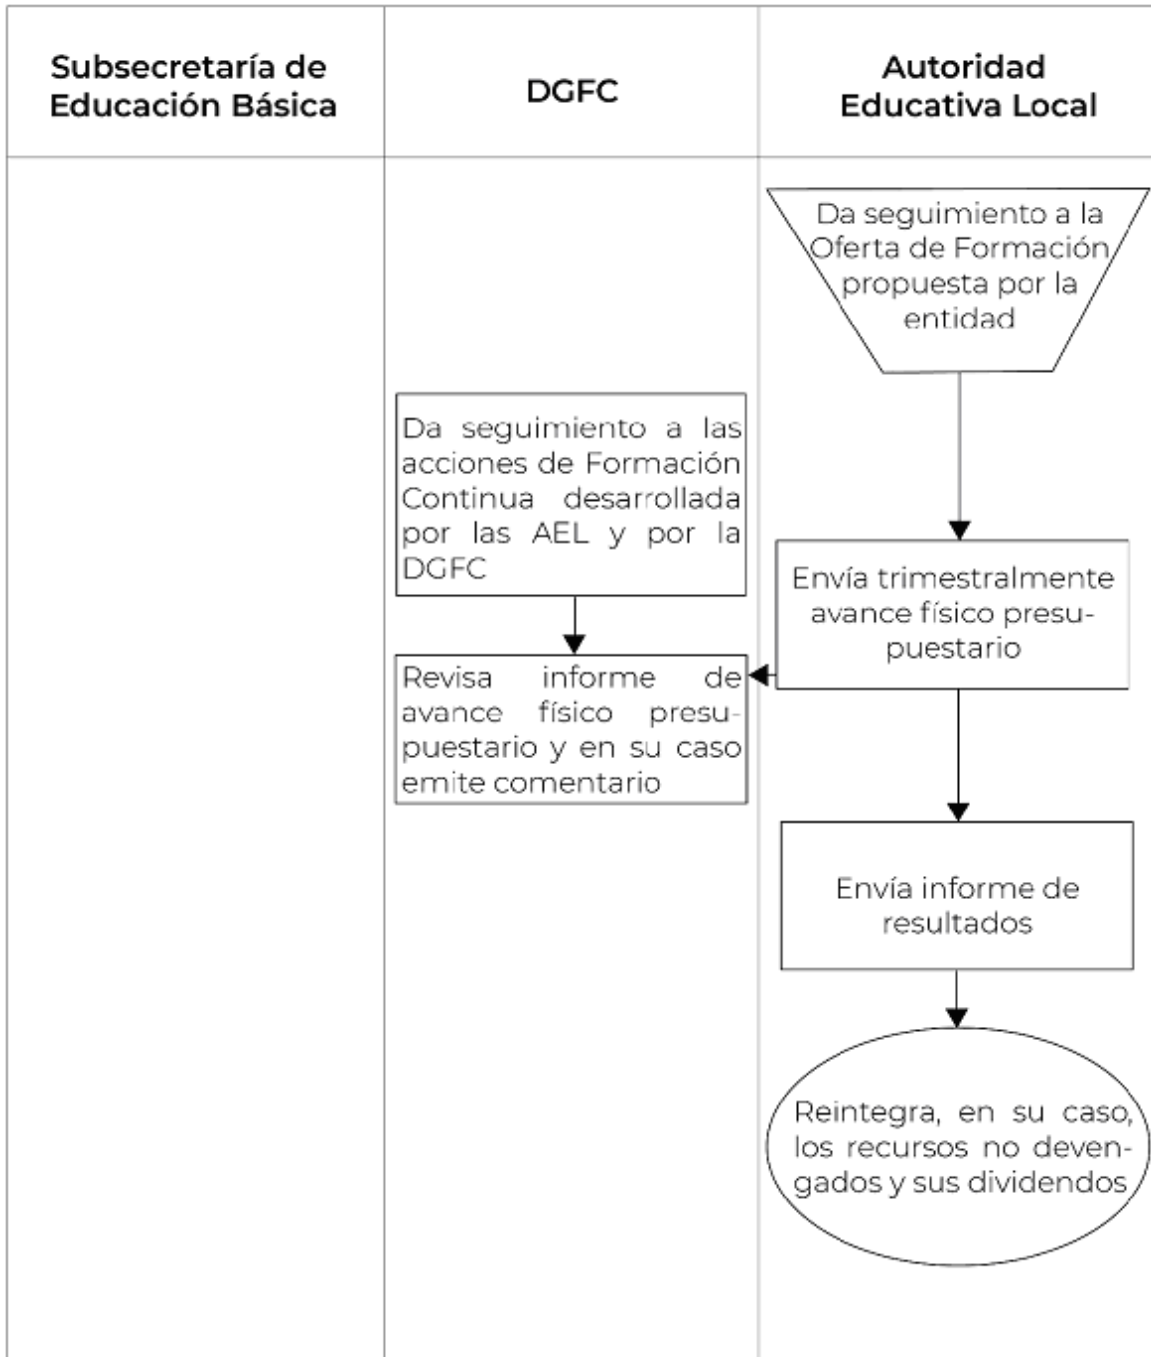 Subsecretaría de
Educación Básica
DGFC
Autoridad
Educativa Local
Da seguimiento a la
Oferta de Formación
propuesta por la
entidad
Da seguimiento a las
acciones de Formación
Continua desarrollada
por las AEL y por la
DGFC
Envía trimestralmente
avance físico presu-
puestario
Revisa informe de
avance físico presu-
puestario y en su caso
emite comentario
Envía informe de
resultados
Reintegra, en su caso,
los recursos no deven-
gados y sus dividendos